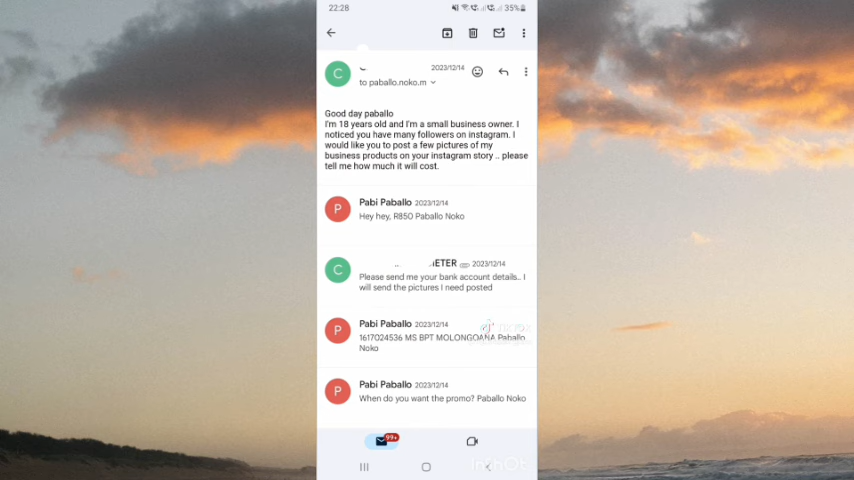 22:28
35%
C
2023/12/14
to paballo.noko.m
Good day paballo
I'm 18 years old and I'm a small business owner. I
noticed you have many followers on instagram. I
would like you to post a few pictures of my
business products on your instagram story .. please
tell me how much it will cost.
P
Pabi Paballo 2023/12/14
Hey hey, R850 Paballo Noko
C
ETER 2023/12/14
Please send me your bank account details.. I
will send the pictures I need posted
P
Pabi Paballo 2023/12/14
1617024536 MS BPT MOLONGOANA Paballo
Noko
P
Pabi Paballo 2023/12/14
When do you want the promo? Paballo Noko
99+
InShOt